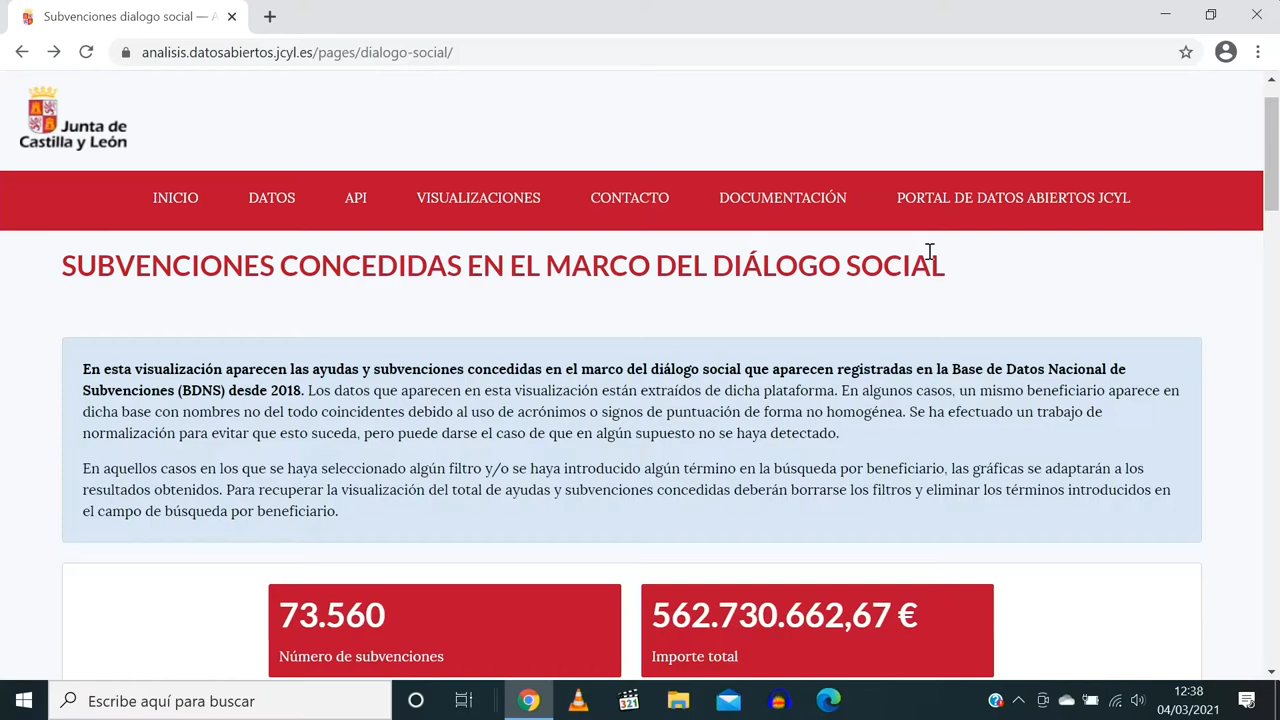 Subvenciones dialogo social — A
analisis.datosabiertos.jcyl.es/pages/dialogo-social/
Junta de
Castilla y León
INICIO DATOS API VISUALIZACIONES CONTACTO DOCUMENTACIÓN PORTAL DE DATOS ABIERTOS JCYL
SUBVENCIONES CONCEDIDAS EN EL MARCO DEL DIÁLOGO SOCIAL
En esta visualización aparecen las ayudas y subvenciones concedidas en el marco del diálogo social que aparecen registradas en la Base de Datos Nacional de
Subvenciones (BDNS) desde 2018. Los datos que aparecen en esta visualización están extraídos de dicha plataforma. En algunos casos, un mismo beneficiario aparece en
dicha base con nombres no del todo coincidentes debido al uso de acrónimos o signos de puntuación de forma no homogénea. Se ha efectuado un trabajo de
normalización para evitar que esto suceda, pero puede darse el caso de que en algún supuesto no se haya detectado.
En aquellos casos en los que se haya seleccionado algún filtro y/o se haya introducido algún término en la búsqueda por beneficiario, las gráficas se adaptarán a los
resultados obtenidos. Para recuperar la visualización del total de ayudas y subvenciones concedidas deberán borrarse los filtros y eliminar los términos introducidos en
el campo de búsqueda por beneficiario.
73.560 562.730.662,67 €
Número de subvenciones Importe total
Escribe aquí para buscar
321
12:38
04/03/2021